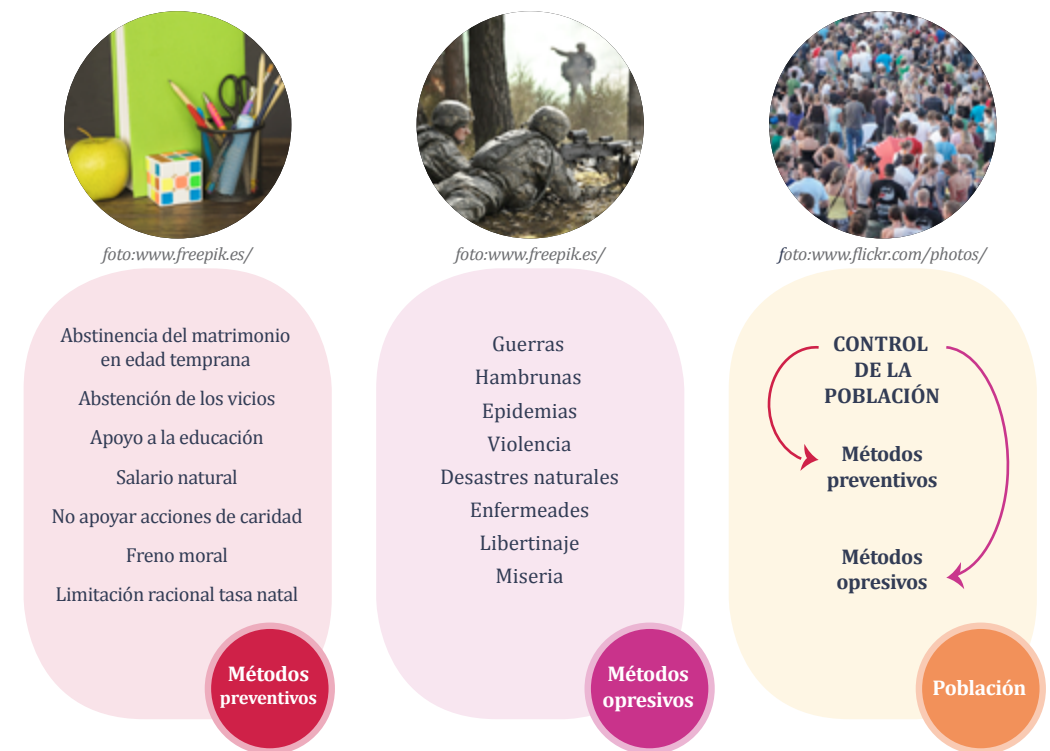 foto:www.freepik.es/
Abstinencia del matrimonio
en edad temprana
Abstención de los vicios
Apoyo a la educación
Salario natural
No apoyar acciones de caridad
Freno moral
Limitación racional tasa natal
Métodos
preventivos
foto:www.freepik.es/
Guerras
Hambrunas
Epidemias
Violencia
Desastres naturales
Enfermeades
Libertinaje
Miseria
Métodos
opresivos
foto:www.flickr.com/photos/
CONTROL
DE LA
POBLACIÓN
Métodos
preventivos
Métodos
opresivos
Población